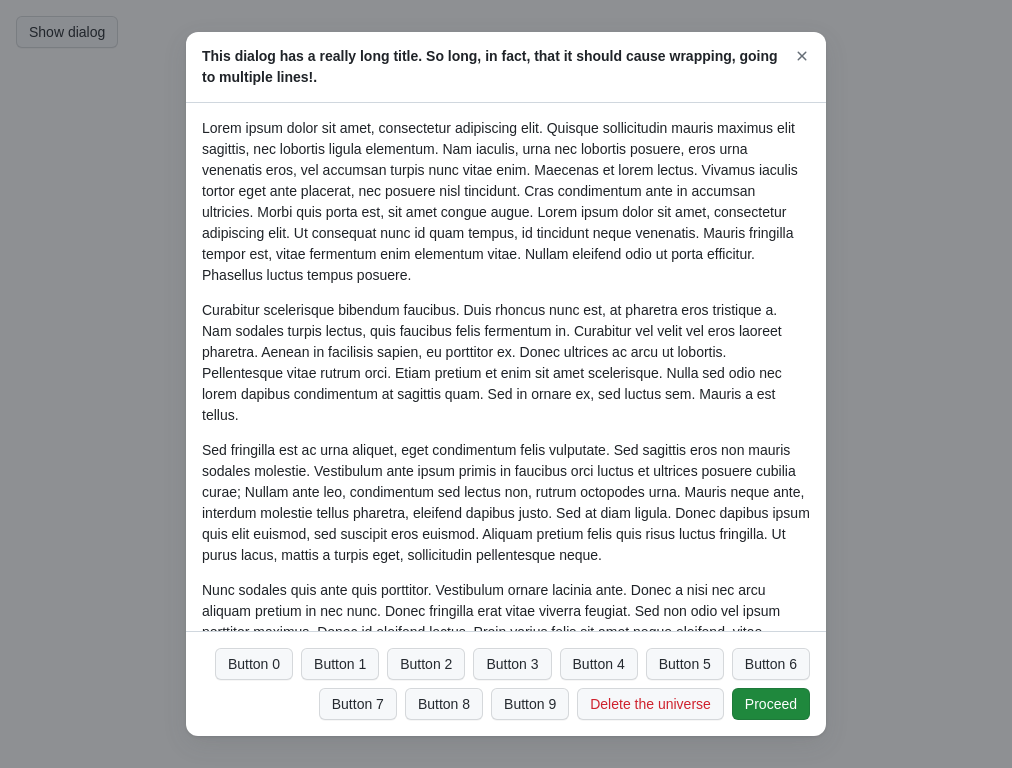 Show dialog
This dialog has a really long title. So long, in fact, that it should cause wrapping, going
to multiple lines!.
Lorem ipsum dolor sit amet, consectetur adipiscing elit. Quisque sollicitudin mauris maximus elit
sagittis, nec lobortis ligula elementum. Nam iaculis, urna nec lobortis posuere, eros urna
venenatis eros, vel accumsan turpis nunc vitae enim. Maecenas et lorem lectus. Vivamus iaculis
tortor eget ante placerat, nec posuere nisl tincidunt. Cras condimentum ante in accumsan
ultricies. Morbi quis porta est, sit amet congue augue. Lorem ipsum dolor sit amet, consectetur
adipiscing elit. Ut consequat nunc id quam tempus, id tincidunt neque venenatis. Mauris fringilla
tempor est, vitae fermentum enim elementum vitae. Nullam eleifend odio ut porta efficitur.
Phasellus luctus tempus posuere.
Curabitur scelerisque bibendum faucibus. Duis rhoncus nunc est, at pharetra eros tristique a.
Nam sodales turpis lectus, quis faucibus felis fermentum in. Curabitur vel velit vel eros laoreet
pharetra. Aenean in facilisis sapien, eu porttitor ex. Donec ultrices ac arcu ut lobortis.
Pellentesque vitae rutrum orci. Etiam pretium et enim sit amet scelerisque. Nulla sed odio nec
lorem dapibus condimentum at sagittis quam. Sed in ornare ex, sed luctus sem. Mauris a est
tellus.
Sed fringilla est ac urna aliquet, eget condimentum felis vulputate. Sed sagittis eros non mauris
sodales molestie. Vestibulum ante ipsum primis in faucibus orci luctus et ultrices posuere cubilia
curae; Nullam ante leo, condimentum sed lectus non, rutrum octopodes urna. Mauris neque ante,
interdum molestie tellus pharetra, eleifend dapibus justo. Sed at diam ligula. Donec dapibus ipsum
quis elit euismod, sed suscipit eros euismod. Aliquam pretium felis quis risus luctus fringilla. Ut
purus lacus, mattis a turpis eget, sollicitudin pellentesque neque.
Nunc sodales quis ante quis porttitor. Vestibulum ornare lacinia ante. Donec a nisi nec arcu
aliquam pretium in nec nunc. Donec fringilla erat vitae viverra feugiat. Sed non odio vel ipsum
porttitor maximus. Donec id eleifend lectus. Proin varius felis sit amet neque eleifend, vitae
Button 0 Button 1 Button 2 Button 3 Button 4 Button 5 Button 6
Button 7 Button 8 Button 9 Delete the universe Proceed